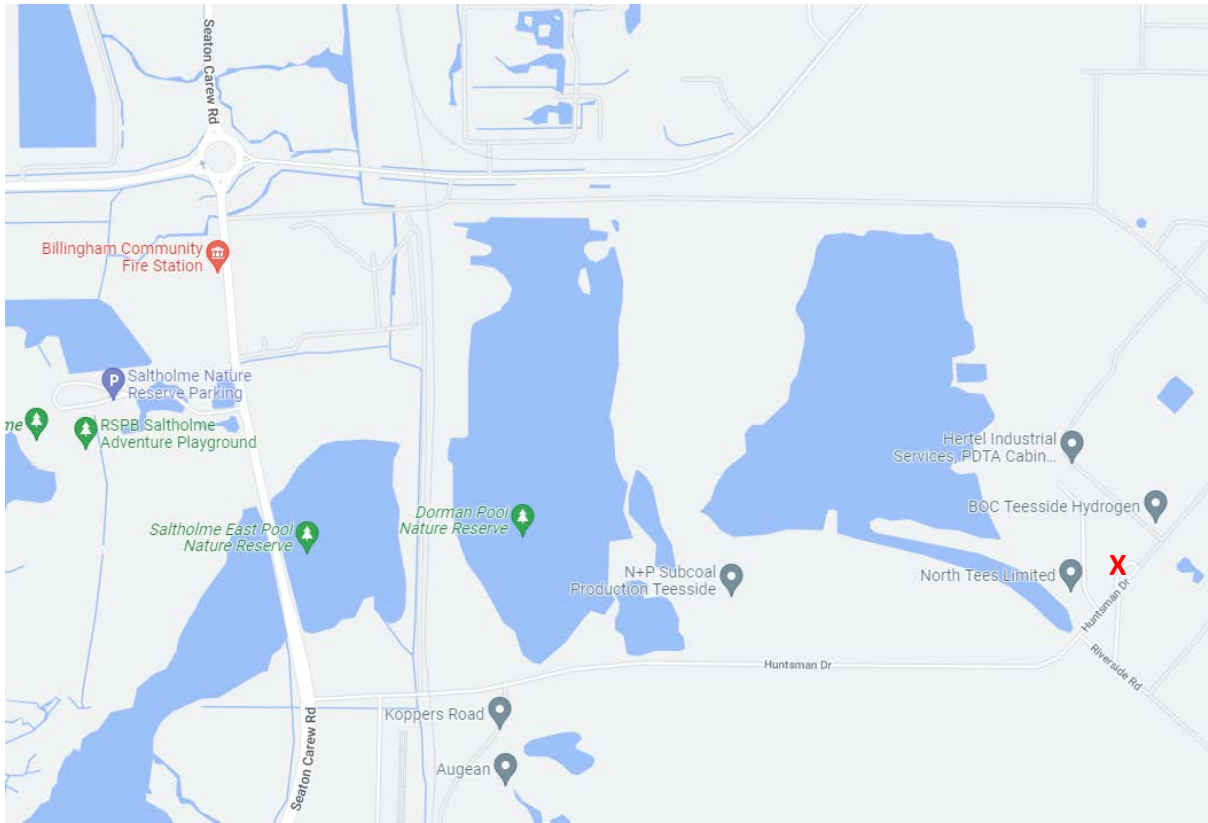 Seaton Carew Rd
Billingham Community
Fire Station
Saltholme Nature
Reserve Parking
me
RSPB Saltholme
Adventure Playground
Saltholme East Pool
Nature Reserve
Dorman Pool
Nature Reserve
Hertel Industrial
Services, PDTA Cabin...
BOC Teesside Hydrogen
N+P Subcoal
Production Teesside
North Tees Limited
X
Huntsman Dr
Huntsman Dr
Riverside Rd
Koppers Road
Seaton Carew Rd
Augean
P